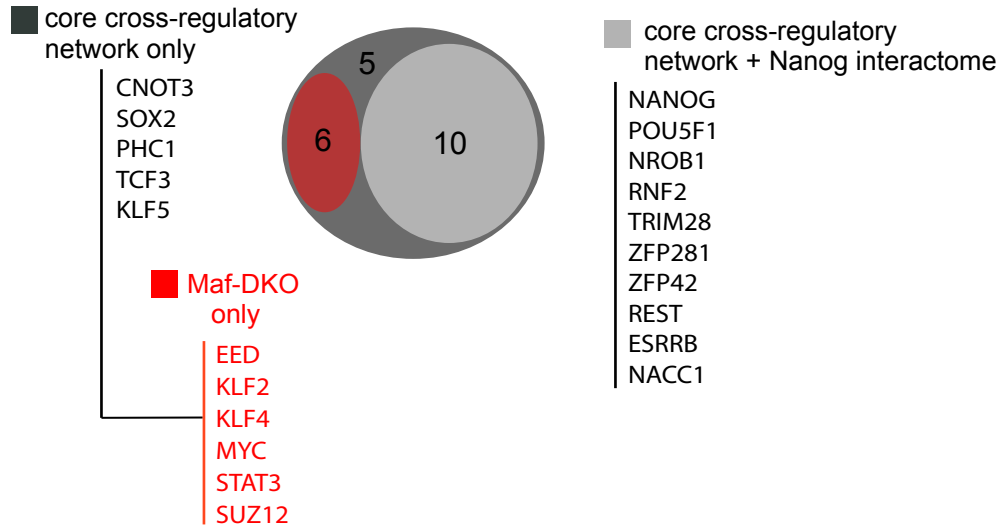 core cross-regulatory
network only
CNOT3
SOX2
PHC1
TCF3
KLF5
5
6
10
Maf-DKO
only
EED
KLF2
KLF4
MYC
STAT3
SUZ12
core cross-regulatory
network + Nanog interactome
NANOG
POU5F1
NROB1
RNF2
TRIM28
ZFP281
ZFP42
REST
ESRRB
NACC1